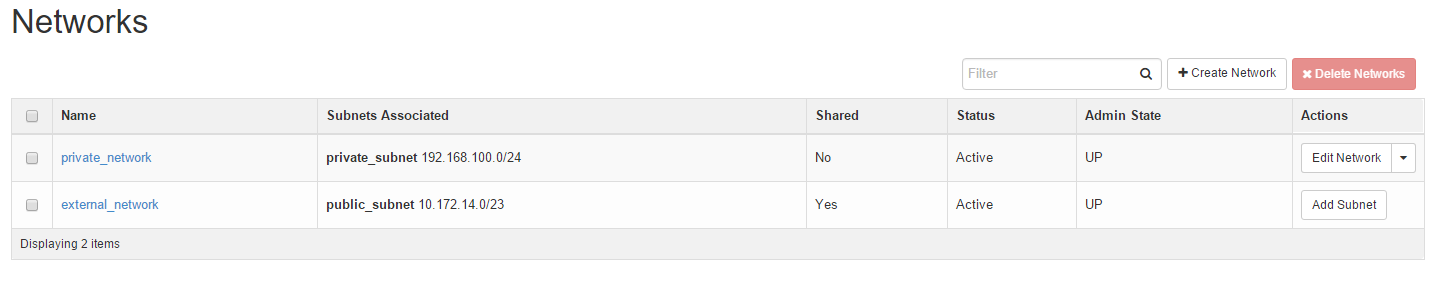 Networks
Filter
Create Network
Delete Networks
Name Subnets Associated Shared Status Admin State Actions
private_network private_subnet 192.168.100.0/24 No Active UP Edit Network
external_network public_subnet 10.172.14.0/23 Yes Active UP Add Subnet
Displaying 2 items